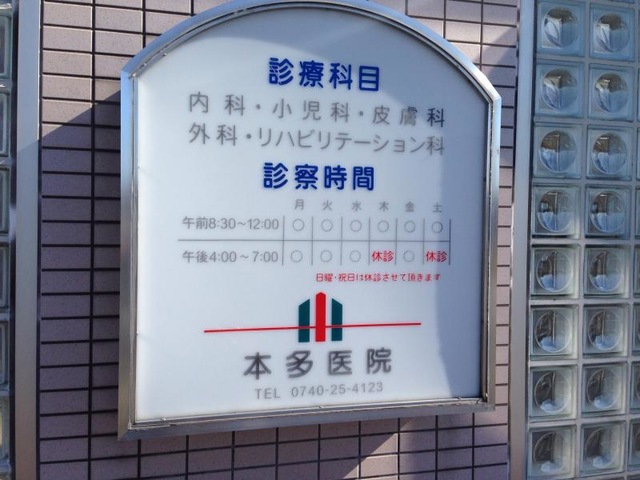 診療科目
内科・小児科・皮膚科
外科・リハビリテーション科
診察時間
月 火 水 木 金 土
午前8:30～12:00 ○ ○ ○ ○ ○ ○
午後4:00～7:00 ○ ○ ○ 休診 ○ 休診
日曜・祝日は休診させて頂きます
本多医院
TEL 0740-25-4123